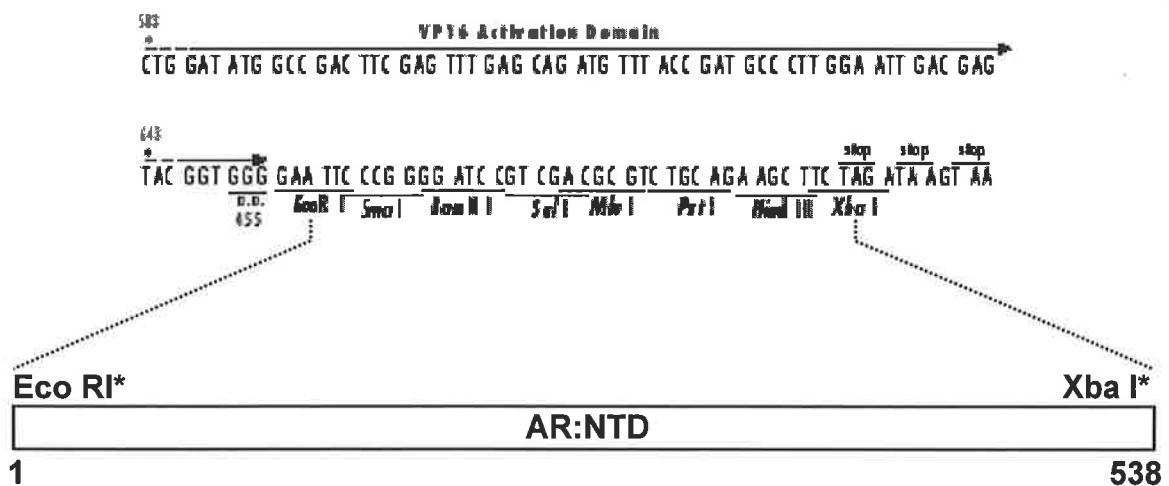 VP16 Activation Domain
CTG GAT ATG GCC GAC TTC GAG TTT GAG CAG ATG TTT ACC GAT GCC CTT GGA ATT GAC GAG
643
stop stop stop
TAC GGT GGG GAA TTC CCG GGG ATC CGT CGA CGC GTC TGC AGA AGC TTC TAG ATA AGT AA
EcoR I Sma I BamH I Sal I Mlu I Pst I Hind III Xba I
455
Eco RI* Xba I*
AR:NTD
1 538